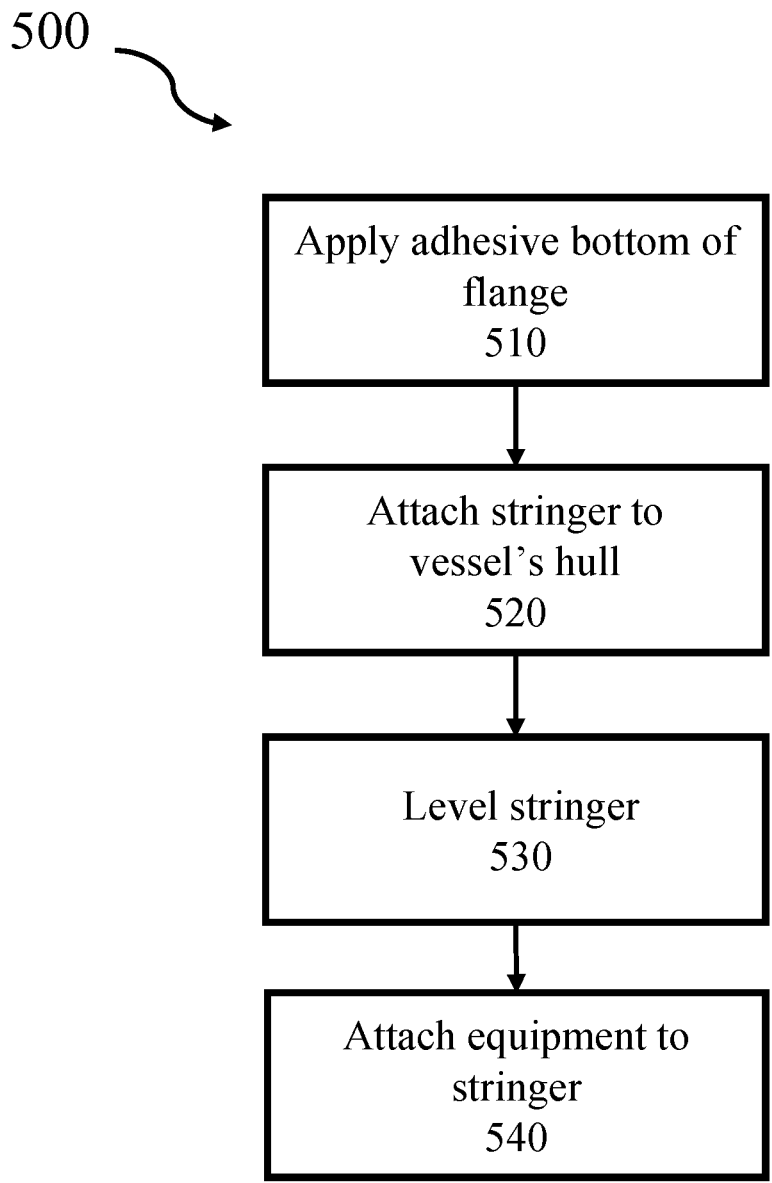 500
Apply adhesive bottom of
flange
510
Attach stringer to
vessel’s hull
520
Level stringer
530
Attach equipment to
stringer
540